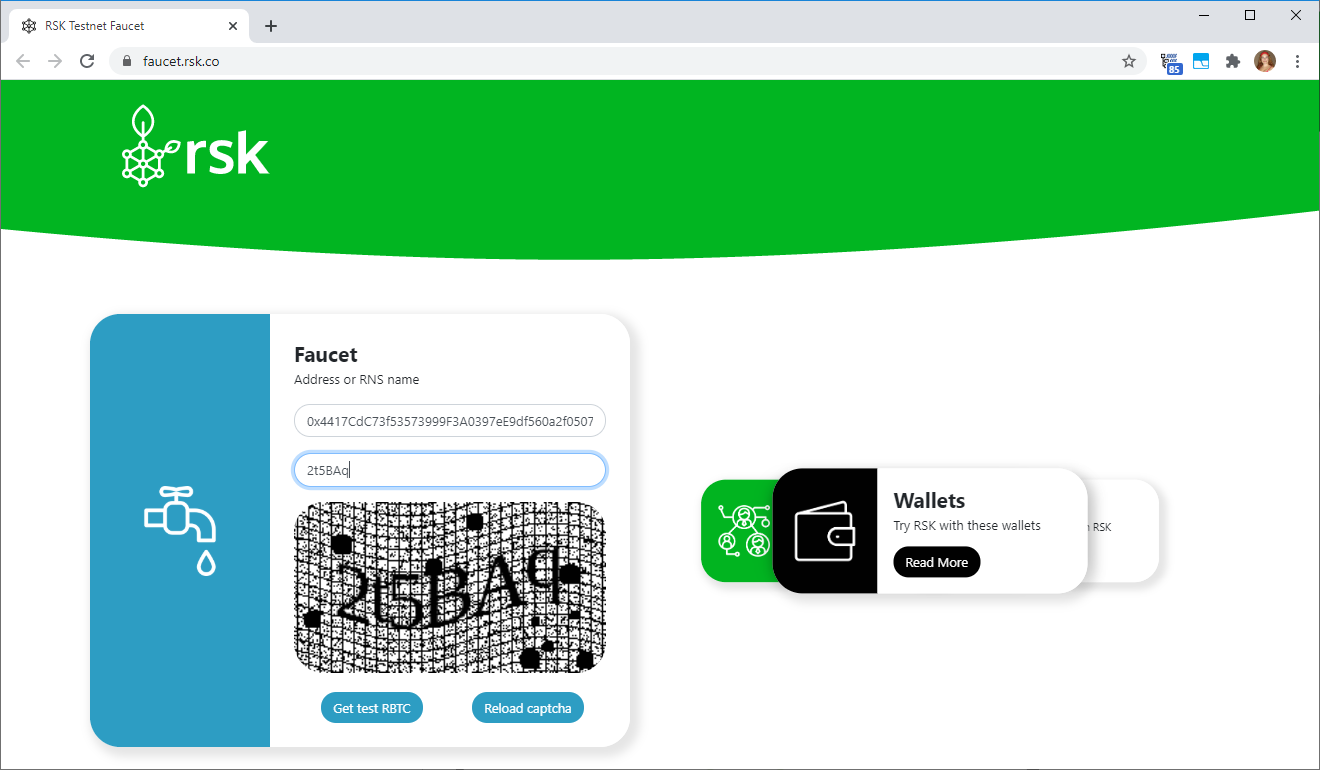 RSK Testnet Faucet
faucet.rsk.co
85
rsk
Faucet
Address or RNS name
0x4417CdC73f53573999F3A0397eE9df560a2f0507
2t5BAq
2t5BAq
Get test RBTC
Reload captcha
Wallets
Try RSK with these wallets
Read More
RSK